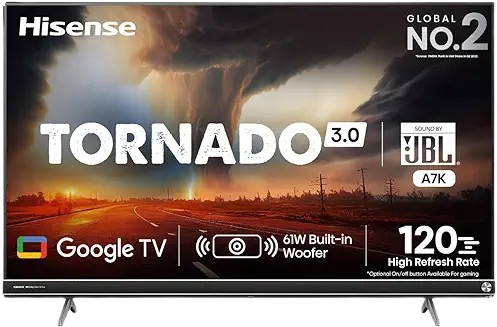 Hisense
GLOBAL
NO.2
TORNADO 3.0
SOUND BY
JBL
A7K
Google TV
61W Built-in
Woofer
120
High Refresh Rate
*Optional On/off button Available For gaming